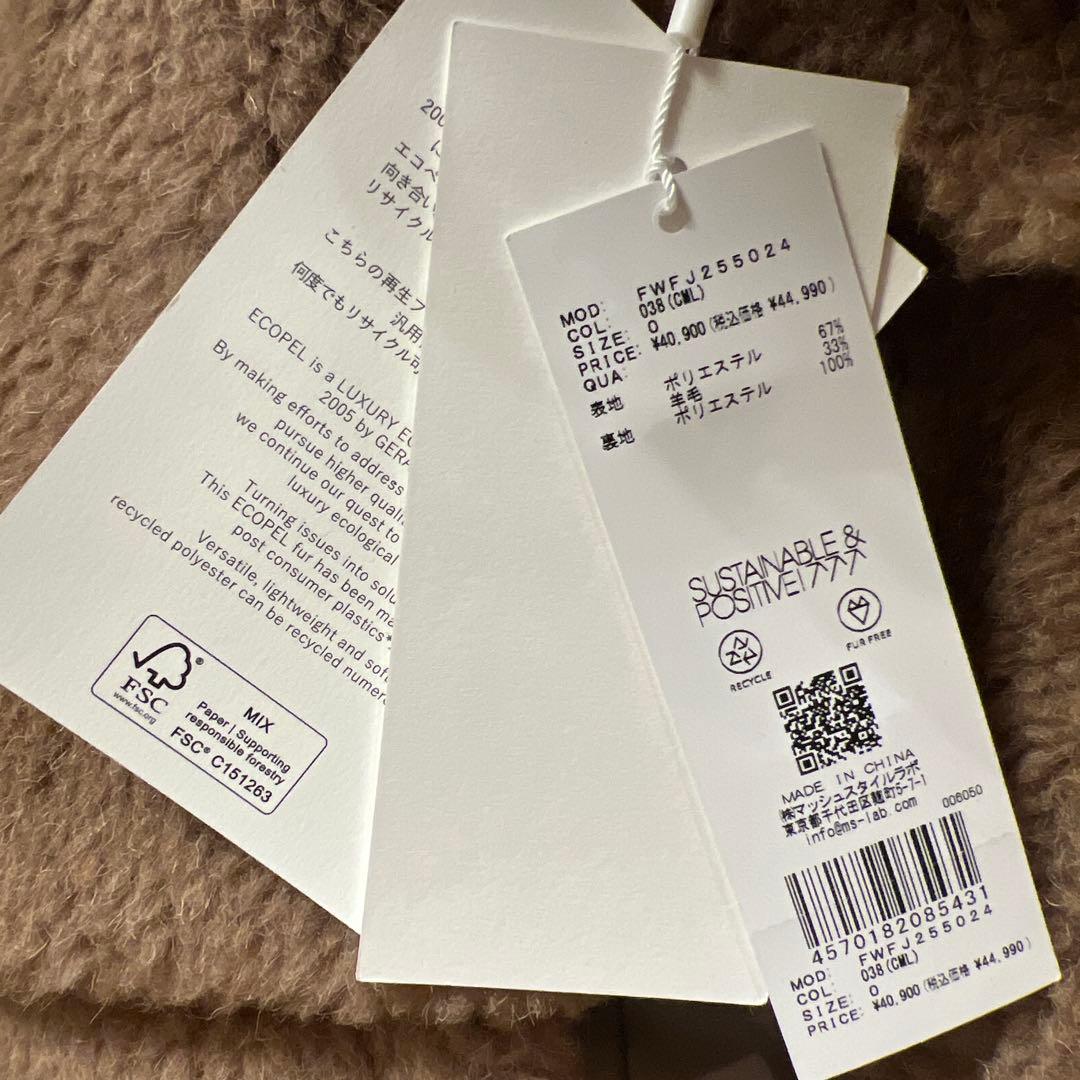 200
に
エコペ
向き合い
リサイクル
こちらの再生フ
汎用
何度でもリサイクル可
ECOPEL is a LUXURY EC
2005 by GERA
By making efforts to address
pursue higher quali
we continue our quest to
luxury ecological
Turning issues into solu
This ECOPEL fur has been ma
post consumer plastics*
Versatile, lightweight and soft
recycled polyester can be recycled numer
FSC®
www.fsc.org
MIX
Paper | Supporting
responsible forestry
FSC® C151263
MOD: FWFJ255024
COL: 038(CML)
SIZE: 0
PRICE: ¥40,900(税込価格 ¥44,990)
QUA:
表地 ポリエステル 67%
羊毛 33%
裏地 ポリエステル 100%
SUSTAINABLE &
POSITIVE! 777
RECYCLE
FUR FREE
MADE IN CHINA
㈱マッシュスタイルラボ
東京都千代田区麹町5-7-1
info@ms-lab.com
006050
4570182085431
MOD: FWFJ255024
COL: 038(CML)
SIZE: 0
PRICE: ¥40,900(税込価格 ¥44,990)